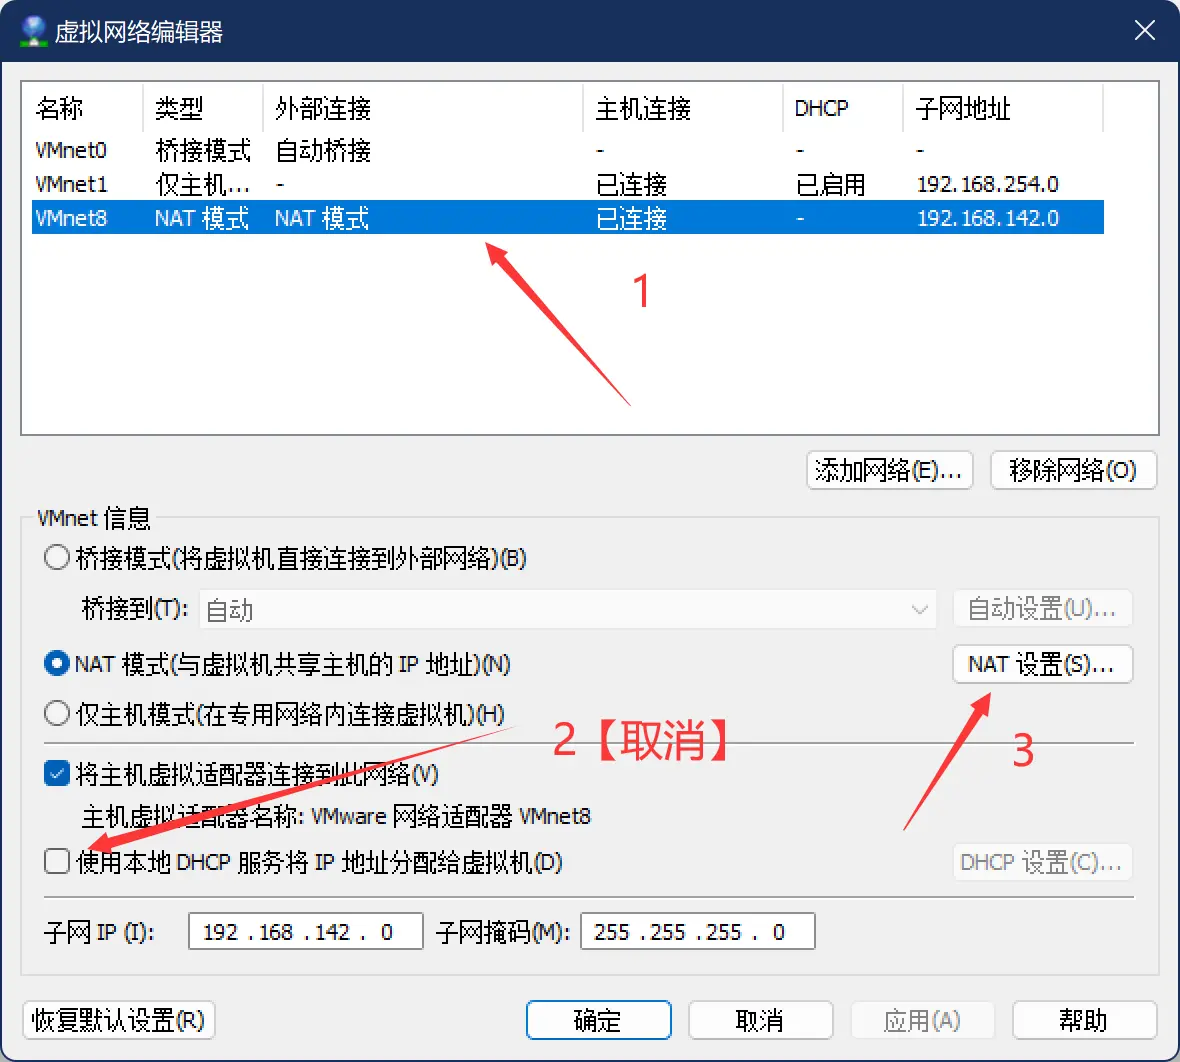 虚拟网络编辑器
名称 类型 外部连接 主机连接 DHCP 子网地址
VMnet0 桥接模式 自动桥接 - - -
VMnet1 仅主机... - 已连接 已启用 192.168.254.0
VMnet8 NAT 模式 NAT 模式 已连接 - 192.168.142.0
1
添加网络(E)... 移除网络(O)
VMnet 信息
桥接模式(将虚拟机直接连接到外部网络)(B)
桥接到(T): 自动 自动设置(U)...
NAT 模式(与虚拟机共享主机的 IP 地址)(N) NAT 设置(S)...
仅主机模式(在专用网络内连接虚拟机)(H)
2【取消】 3
将主机虚拟适配器连接到此网络(V)
主机虚拟适配器名称: VMware 网络适配器 VMnet8
使用本地 DHCP 服务将 IP 地址分配给虚拟机(D) DHCP 设置(C)...
子网 IP (I): 192 .168 .142 . 0 子网掩码(M): 255 .255 .255 . 0
恢复默认设置(R) 确定 取消 应用(A) 帮助